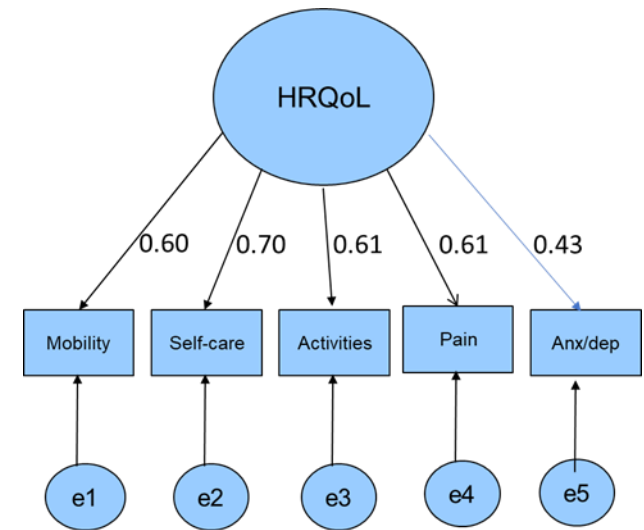 HRQoL
0.60
0.70
0.61
0.61
0.43
Mobility
Self-care
Activities
Pain
Anx/dep
e1
e2
e3
e4
e5